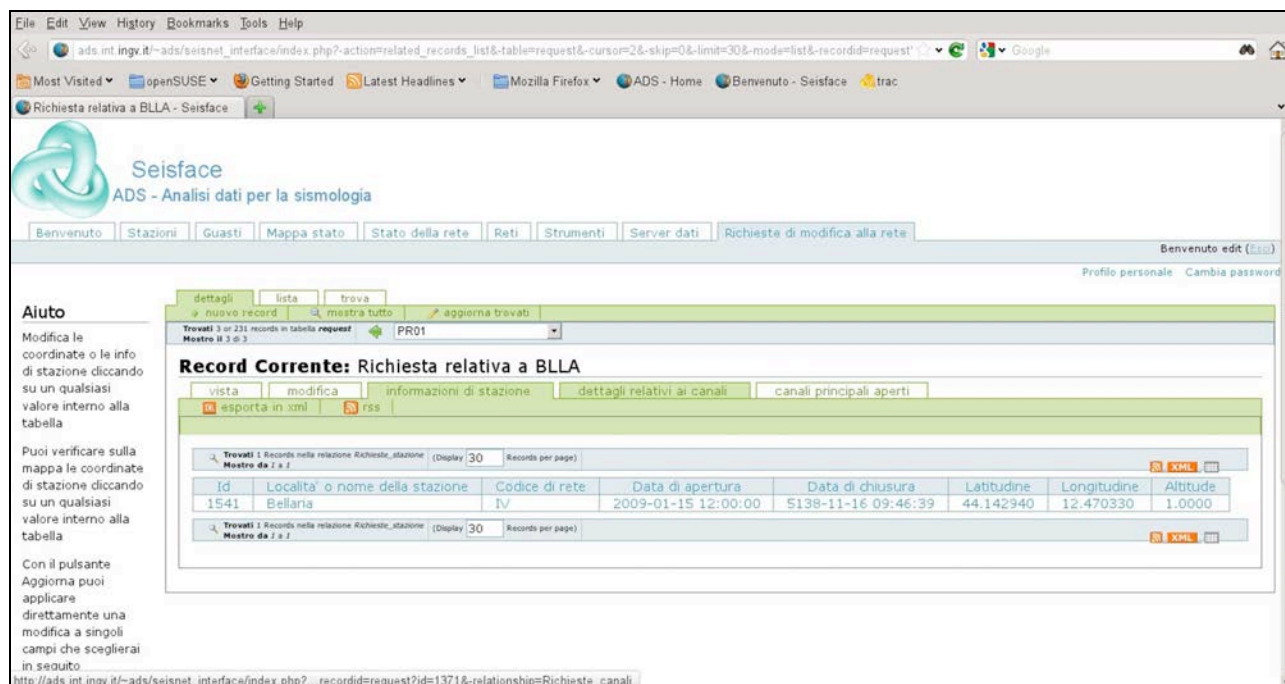 File Edit View History Bookmarks Tools Help
ads.int.ingv.it/~ads/seisnet_interface/index.php?-action=related_records_list&-table=request&-cursor=2&-skip=0&-limit=30&-mode=list&-recordid=request' Google
Most Visited openSUSE Getting Started Latest Headlines Mozilla Firefox ADS - Home Benvenuto - Seisface trac
Richiesta relativa a BLLA - Seisface
Seisface
ADS - Analisi dati per la sismologia
Benvenuto Stazioni Guasti Mappa stato Stato della rete Reti Strumenti Server dati Richieste di modifica alla rete
Benvenuto edit (Esci)
Profilo personale Cambia password
Aiuto
Modifica le
coordinate o le info
di stazione cliccando
su un qualsiasi
valore interno alla
tabella
Puoi verificare sulla
mappa le coordinate
di stazione cliccando
su un qualsiasi
valore interno alla
tabella
Con il pulsante
Aggiorna puoi
applicare
direttamente una
modifica a singoli
campi che sceglierai
in seguito
dettagli lista trova
nuovo record mostra tutto aggiorna trovati
Trovati 3 or 231 records in tabella request
Mostro il 3 di 3
PR01
Record Corrente: Richiesta relativa a BLLA
vista modifica informazioni di stazione dettagli relativi ai canali canali principali aperti
esporta in xml rss
Trovati 1 Records nella relazione Richieste_stazione (Display 30 Records per page)
Mostro da 1 a 1
XML
Id Localita' o nome della stazione Codice di rete Data di apertura Data di chiusura Latitudine Longitudine Altitude
1541 Bellaria IV 2009-01-15 12:00:00 5138-11-16 09:46:39 44.142940 12.470330 1.0000
Trovati 1 Records nella relazione Richieste_stazione (Display 30 Records per page)
Mostro da 1 a 1
XML
http://ads.int.ingv.it/~ads/seisnet_interface/index.php?...recordid=request?id=1371&-relationship=Richieste_canali